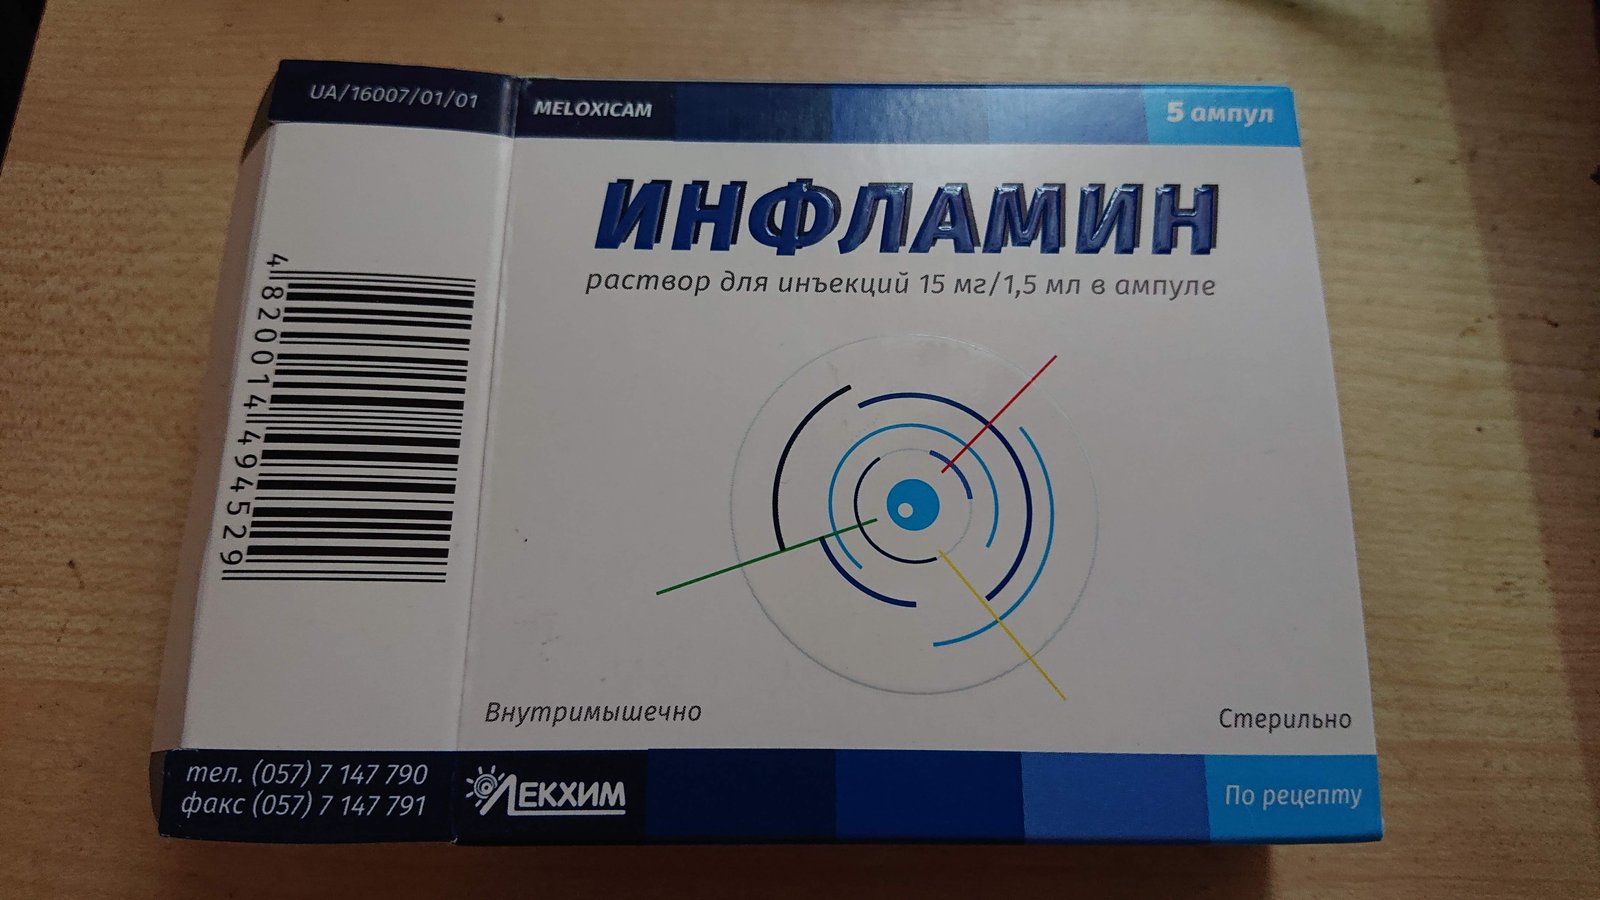 UA/16007/01/01
4820014494529
тел. (057) 7 147 790
факс (057) 7 147 791
MELOXICAM
5 ампул
ИНФЛАМИН
раствор для инъекций 15 мг/1,5 мл в ампуле
Внутримышечно
Стерильно
ЛЕКХИМ
По рецепту